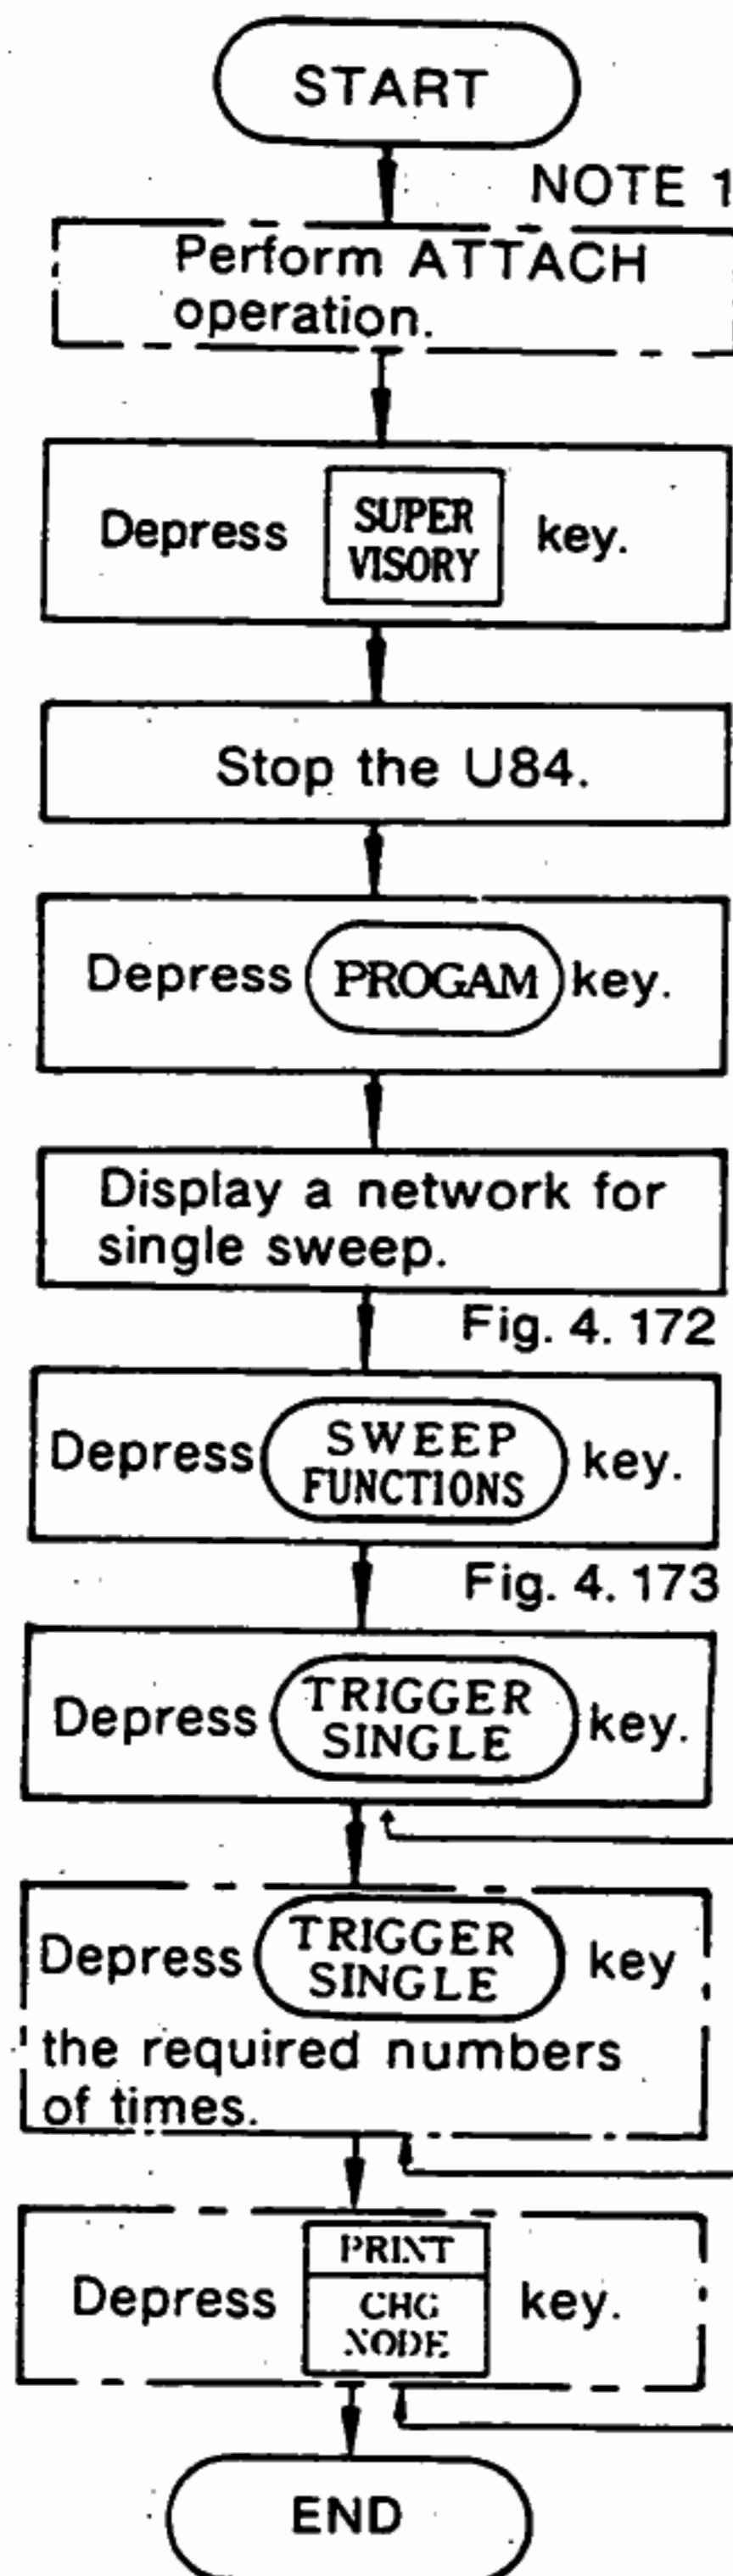 START
NOTE 1
Perform ATTACH
operation.
Depress SUPER VISORY key.
Stop the U84.
Depress PROGAM key.
Display a network for
single sweep.
Fig. 4. 172
Depress SWEEP FUNCTIONS key.
Fig. 4. 173
Depress TRIGGER SINGLE key.
Depress TRIGGER SINGLE key
the required numbers
of times.
Depress PRINT CHG NODE key.
END